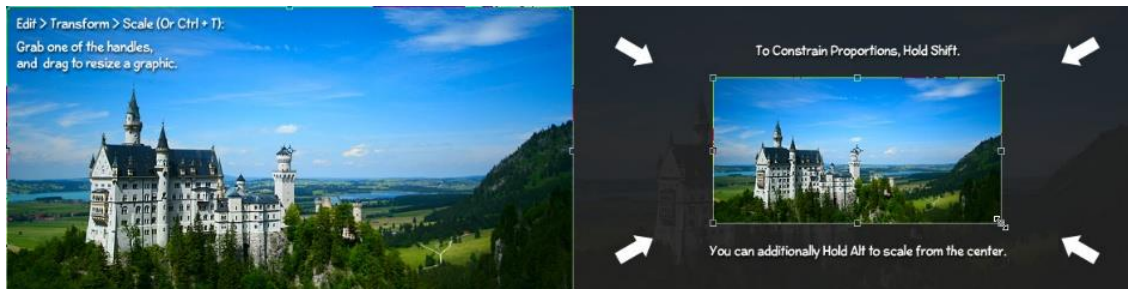 Edit > Transform > Scale (Or Ctrl + T):
Grab one of the handles,
and drag to resize a graphic.
To Constrain Proportions, Hold Shift.
You can additionally Hold Alt to scale from the center.